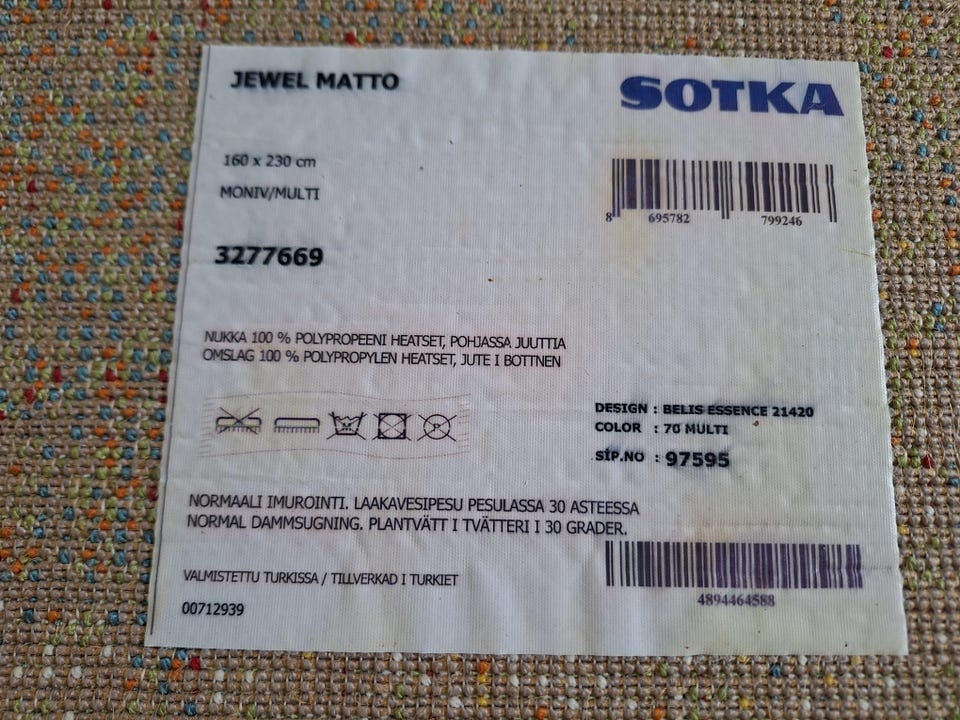 JEWEL MATTO
SOTKA
160 x 230 cm
MONIV/MULTI
8 695782 799246
3277669
NUKKA 100 % POLYPROPEENI HEATSET, POHJASSA JUUTTIA
OMSLAG 100 % POLYPROPYLEN HEATSET, JUTE I BOTTNEN
DESIGN : BELIS ESSENCE 21420
COLOR : 70 MULTI
SİP.NO : 97595
NORMAALI IMUROINTI. LAAKAVESIPESU PESULASSA 30 ASTEESSA
NORMAL DAMMSUGNING. PLANTVÄTT I TVÄTTERI I 30 GRADER.
VALMISTETTU TURKISSA / TILLVERKAD I TURKIET
00712939
4894464588